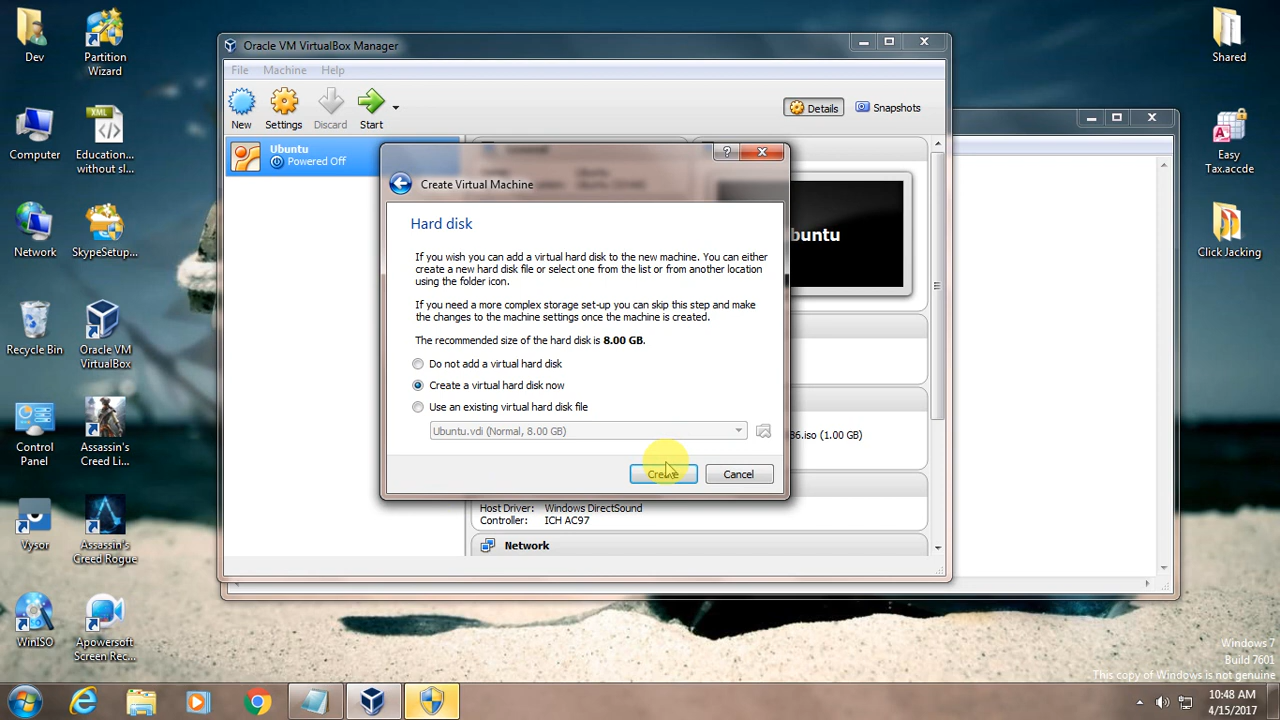 Dev
Partition
Wizard
Computer
Education...
without sl...
Network
SkypeSetup...
Recycle Bin
Oracle VM
VirtualBox
Control
Panel
Assassin's
Creed Li...
Vysor
Assassin's
Creed Rogue
WinISO
Apowersoft
Screen Rec...
Oracle VM VirtualBox Manager
File
Machine
Help
New
Settings
Discard
Start
Details
Snapshots
Ubuntu
Powered Off
Create Virtual Machine
Hard disk
If you wish you can add a virtual hard disk to the new machine. You can either
create a new hard disk file or select one from the list or from another location
using the folder icon.
If you need a more complex storage set-up you can skip this step and make
the changes to the machine settings once the machine is created.
The recommended size of the hard disk is 8.00 GB.
Do not add a virtual hard disk
Create a virtual hard disk now
Use an existing virtual hard disk file
Ubuntu.vdi (Normal, 8.00 GB)
Create
Cancel
buntu
86.iso (1.00 GB)
Host Driver: Windows DirectSound
Controller: ICH AC97
Network
Shared
Easy
Tax.accde
Click Jacking
Windows 7
Build 7601
This copy of Windows is not genuine
10:48 AM
4/15/2017